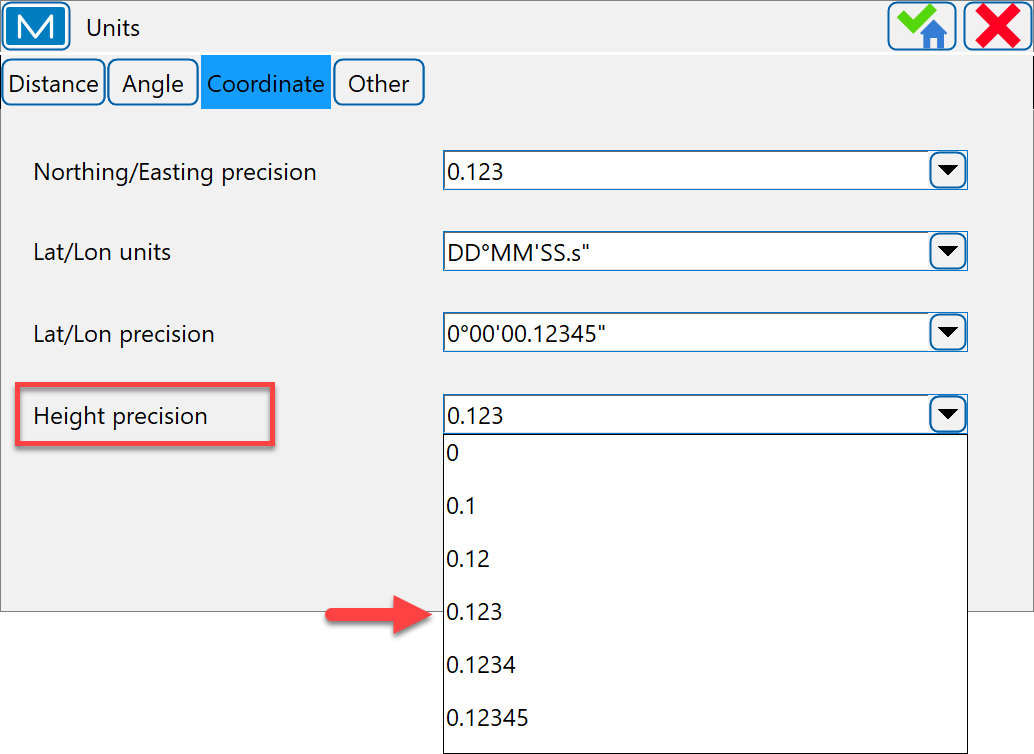 M Units
Distance Angle Coordinate Other
Northing/Easting precision 0.123
Lat/Lon units DD°MM'SS.s"
Lat/Lon precision 0°00'00.12345"
Height precision 0.123
0
0.1
0.12
0.123
0.1234
0.12345